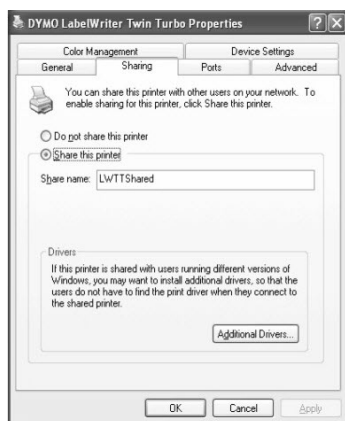 DYMO LabelWriter Twin Turbo Properties
Color Management Device Settings
General Sharing Ports Advanced
You can share this printer with other users on your network. To
enable sharing for this printer, click Share this printer.
Do not share this printer
Share this printer
Share name: LWTTShared
Drivers
If this printer is shared with users running different versions of
Windows, you may want to install additional drivers, so that the
users do not have to find the print driver when they connect to
the shared printer.
Additional Drivers...
OK Cancel Apply